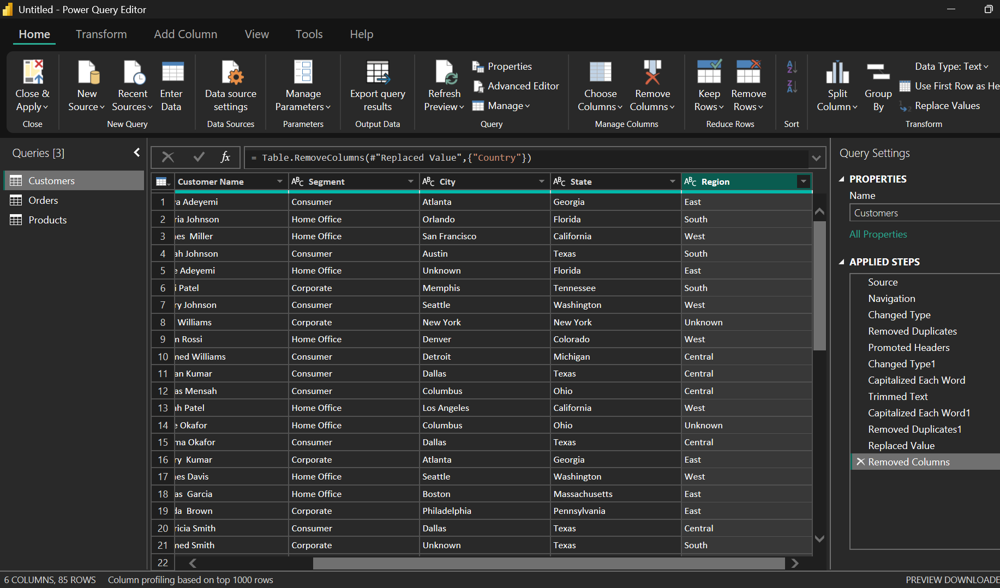 Untitled - Power Query Editor
Home Transform Add Column View Tools Help
Close & Apply
Close
New Source
Recent Sources
Enter Data
New Query
Data source settings
Data Sources
Manage Parameters
Parameters
Export query results
Output Data
Refresh Preview
Properties
Advanced Editor
Manage
Query
Choose Columns
Remove Columns
Manage Columns
Keep Rows
Remove Rows
Reduce Rows
Sort
Split Column
Group By
Data Type: Text
Use First Row as He
Replace Values
Transform
Queries [3]
Customers
Orders
Products
fx = Table.RemoveColumns(#"Replaced Value",{"Country"})
Customer Name ABC Segment ABC City ABC State ABC Region
1 a Adeyemi Consumer Atlanta Georgia East
2 ria Johnson Home Office Orlando Florida South
3 es  Miller Home Office San Francisco California West
4 ah Johnson Consumer Austin Texas South
5 e Adeyemi Home Office Unknown Florida East
6 i Patel Corporate Memphis Tennessee South
7 ry Johnson Consumer Seattle Washington West
8 Williams Corporate New York New York Unknown
9 n Rossi Home Office Denver Colorado West
10 ned Williams Consumer Detroit Michigan Central
11 an Kumar Consumer Dallas Texas Central
12 as Mensah Consumer Columbus Ohio Central
13 h Patel Home Office Los Angeles California West
14 e Okafor Home Office Columbus Ohio Unknown
15 ma Okafor Consumer Dallas Texas Central
16 ry  Kumar Corporate Atlanta Georgia East
17 es Davis Home Office Seattle Washington West
18 as  Garcia Home Office Boston Massachusetts East
19 da  Brown Corporate Philadelphia Pennsylvania East
20 ricia Smith Consumer Dallas Texas Central
21 ned Smith Corporate Unknown Texas South
22
Query Settings
PROPERTIES
Name
Customers
All Properties
APPLIED STEPS
Source
Navigation
Changed Type
Removed Duplicates
Promoted Headers
Changed Type1
Capitalized Each Word
Trimmed Text
Capitalized Each Word1
Removed Duplicates1
Replaced Value
Removed Columns
6 COLUMNS, 85 ROWS Column profiling based on top 1000 rows PREVIEW DOWNLOADE